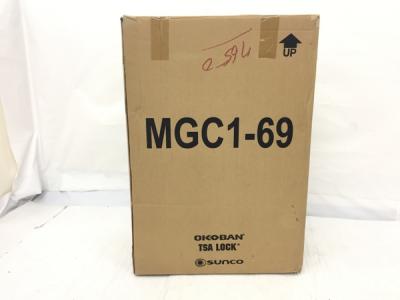 UP
MGC1-69
OKOBAN®
TSA LOCK®
SUNCO